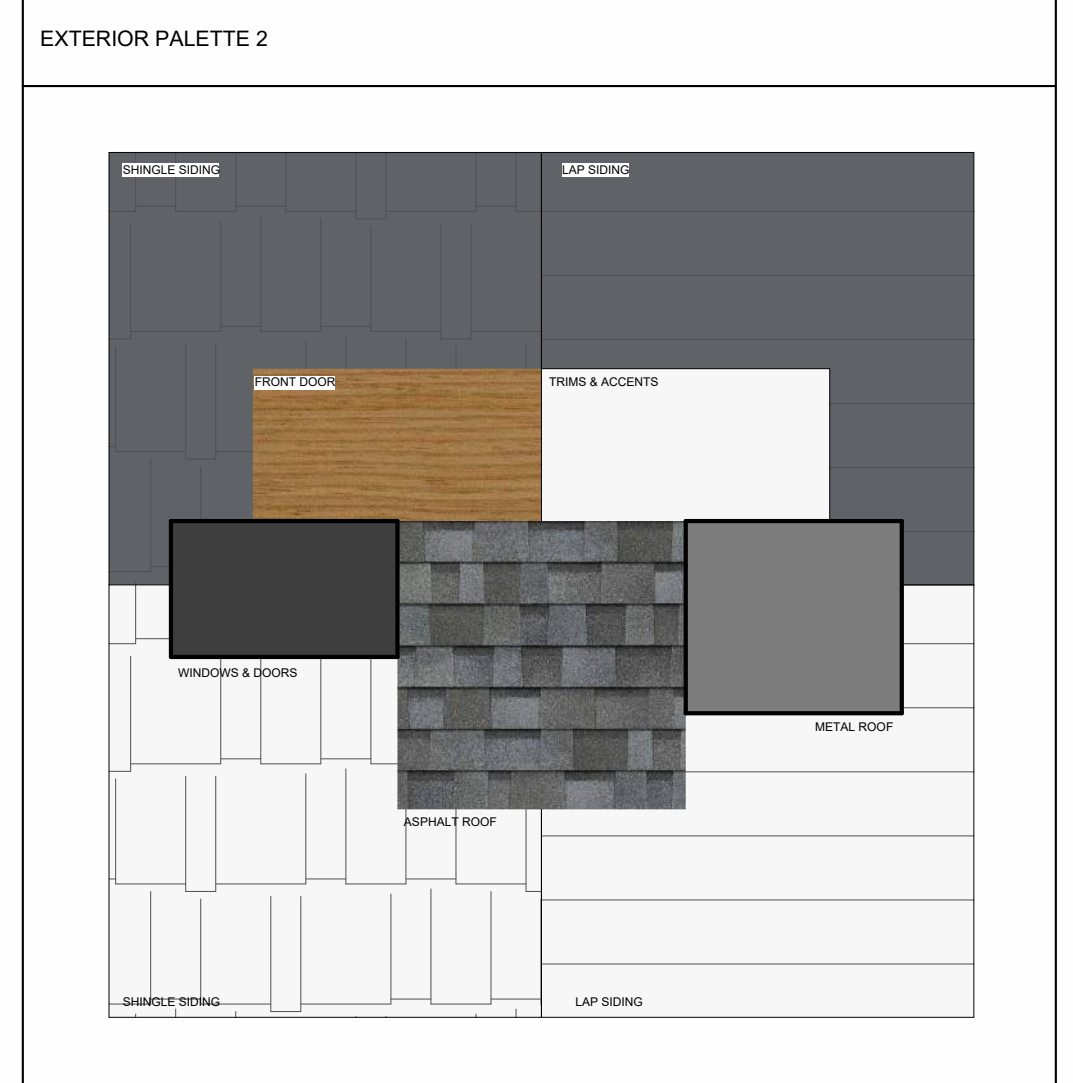 EXTERIOR PALETTE 2
SHINGLE SIDING
LAP SIDING
FRONT DOOR
TRIMS & ACCENTS
WINDOWS & DOORS
METAL ROOF
ASPHALT ROOF
SHINGLE SIDING
LAP SIDING